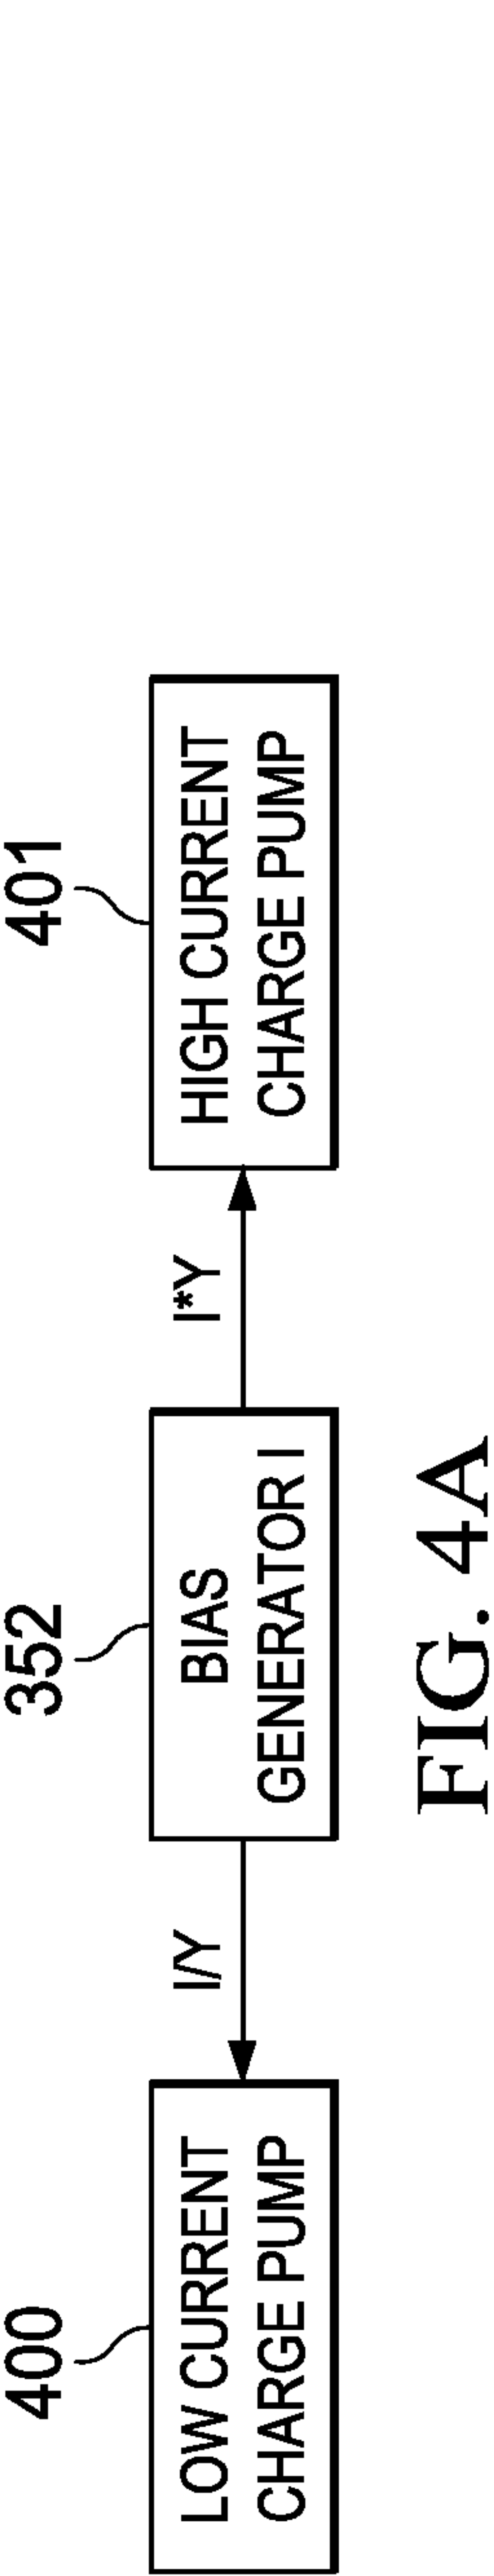 400
LOW CURRENT
CHARGE PUMP
I/Y
352
BIAS
GENERATOR I
I*Y
401
HIGH CURRENT
CHARGE PUMP
FIG. 4A